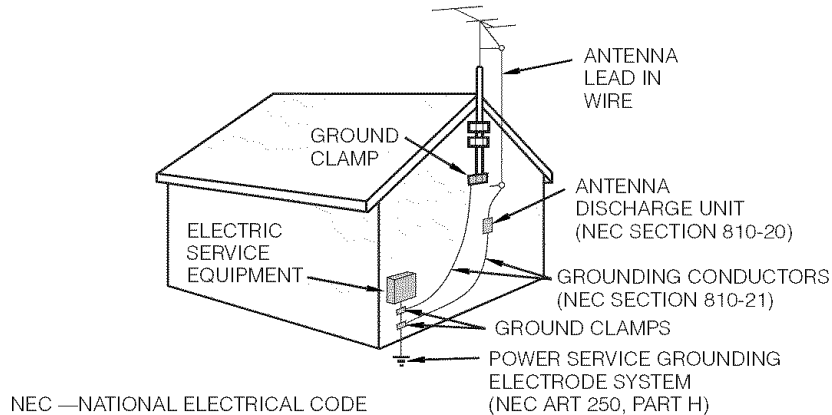 ANTENNA
LEAD IN
WIRE
GROUND
CLAMP
ANTENNA
DISCHARGE UNIT
(NEC SECTION 810-20)
ELECTRIC
SERVICE
EQUIPMENT
GROUNDING CONDUCTORS
(NEC SECTION 810-21)
GROUND CLAMPS
POWER SERVICE GROUNDING
ELECTRODE SYSTEM
(NEC ART 250, PART H)
NEC —NATIONAL ELECTRICAL CODE